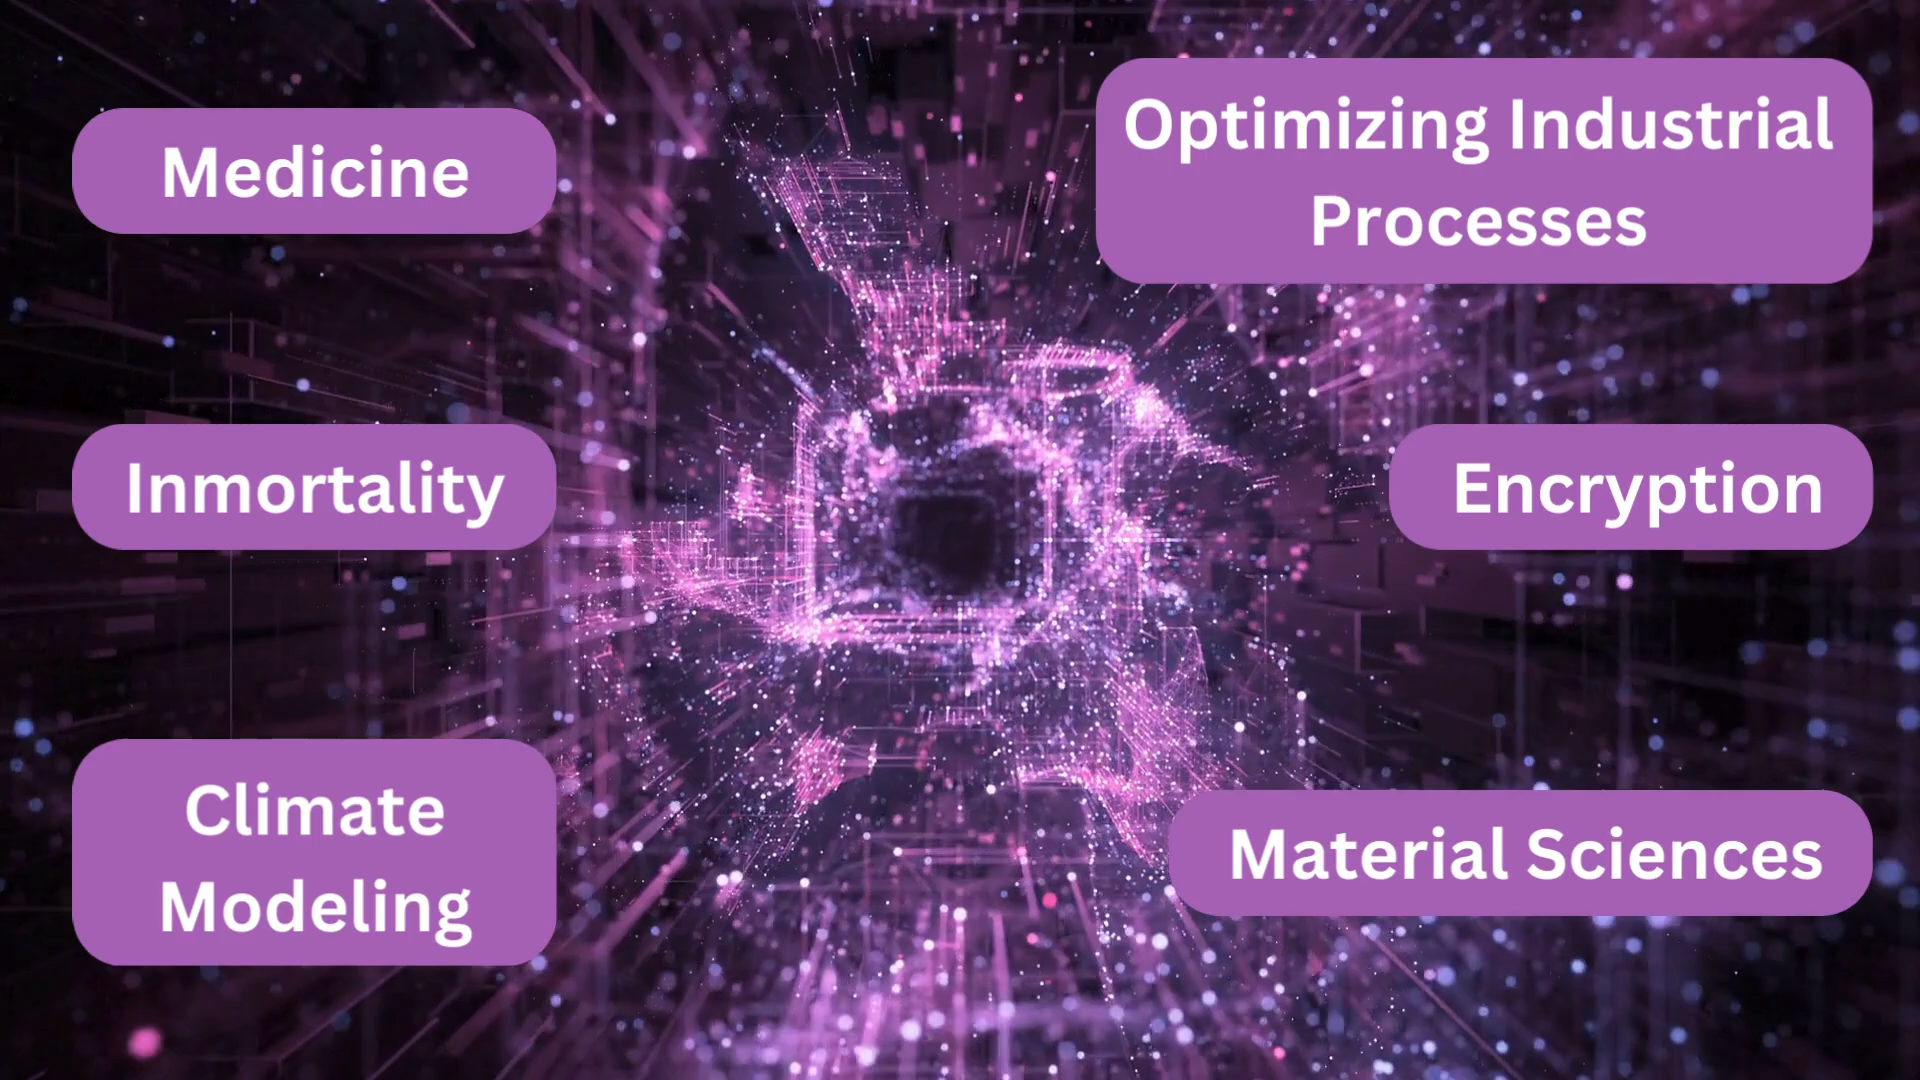 Medicine
Inmortality
Climate
Modeling
Optimizing Industrial
Processes
Encryption
Material Sciences